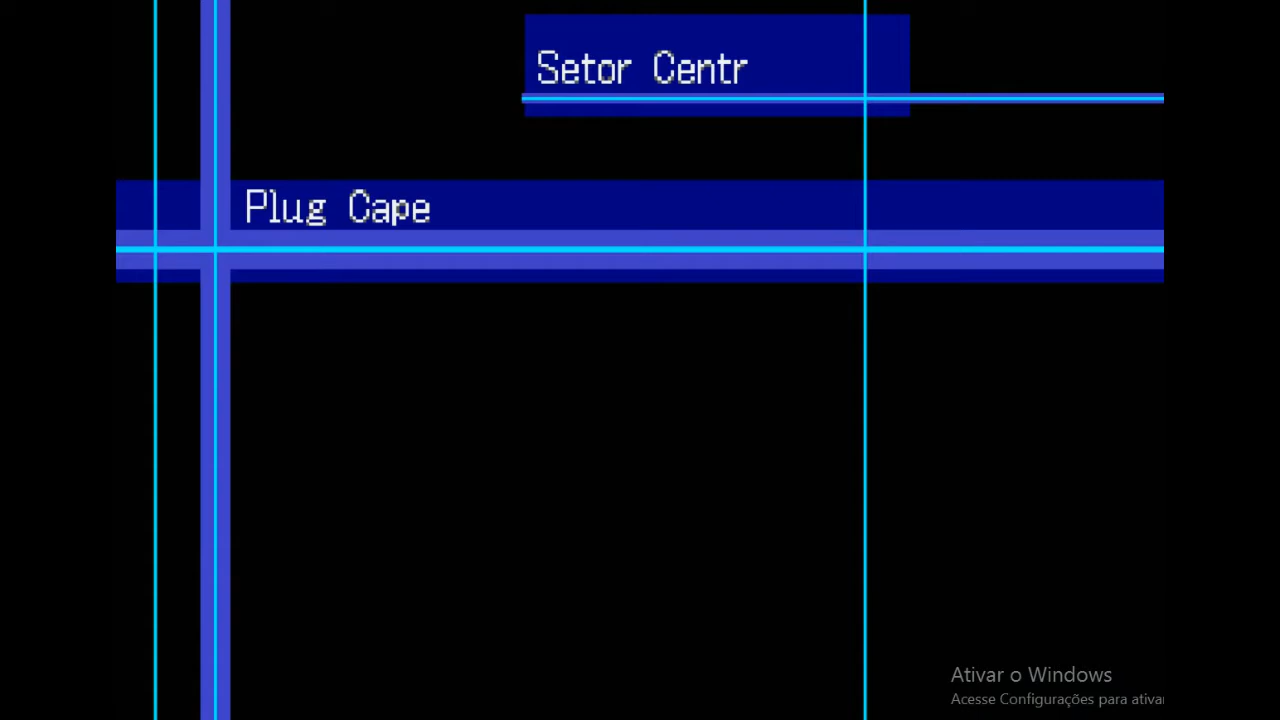 Setor Centr
Plug Cape
Ativar o Windows
Acesse Configurações para ativar